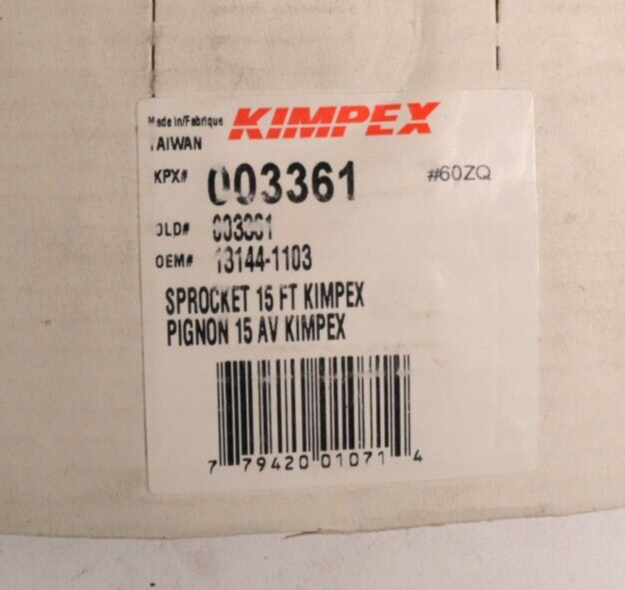 Made in/Fabrique KIMPEX
TAIWAN
KPX# 003361 #60ZQ
OLD# 003361
OEM# 13144-1103
SPROCKET 15 FT KIMPEX
PIGNON 15 AV KIMPEX
7 79420 01071 4